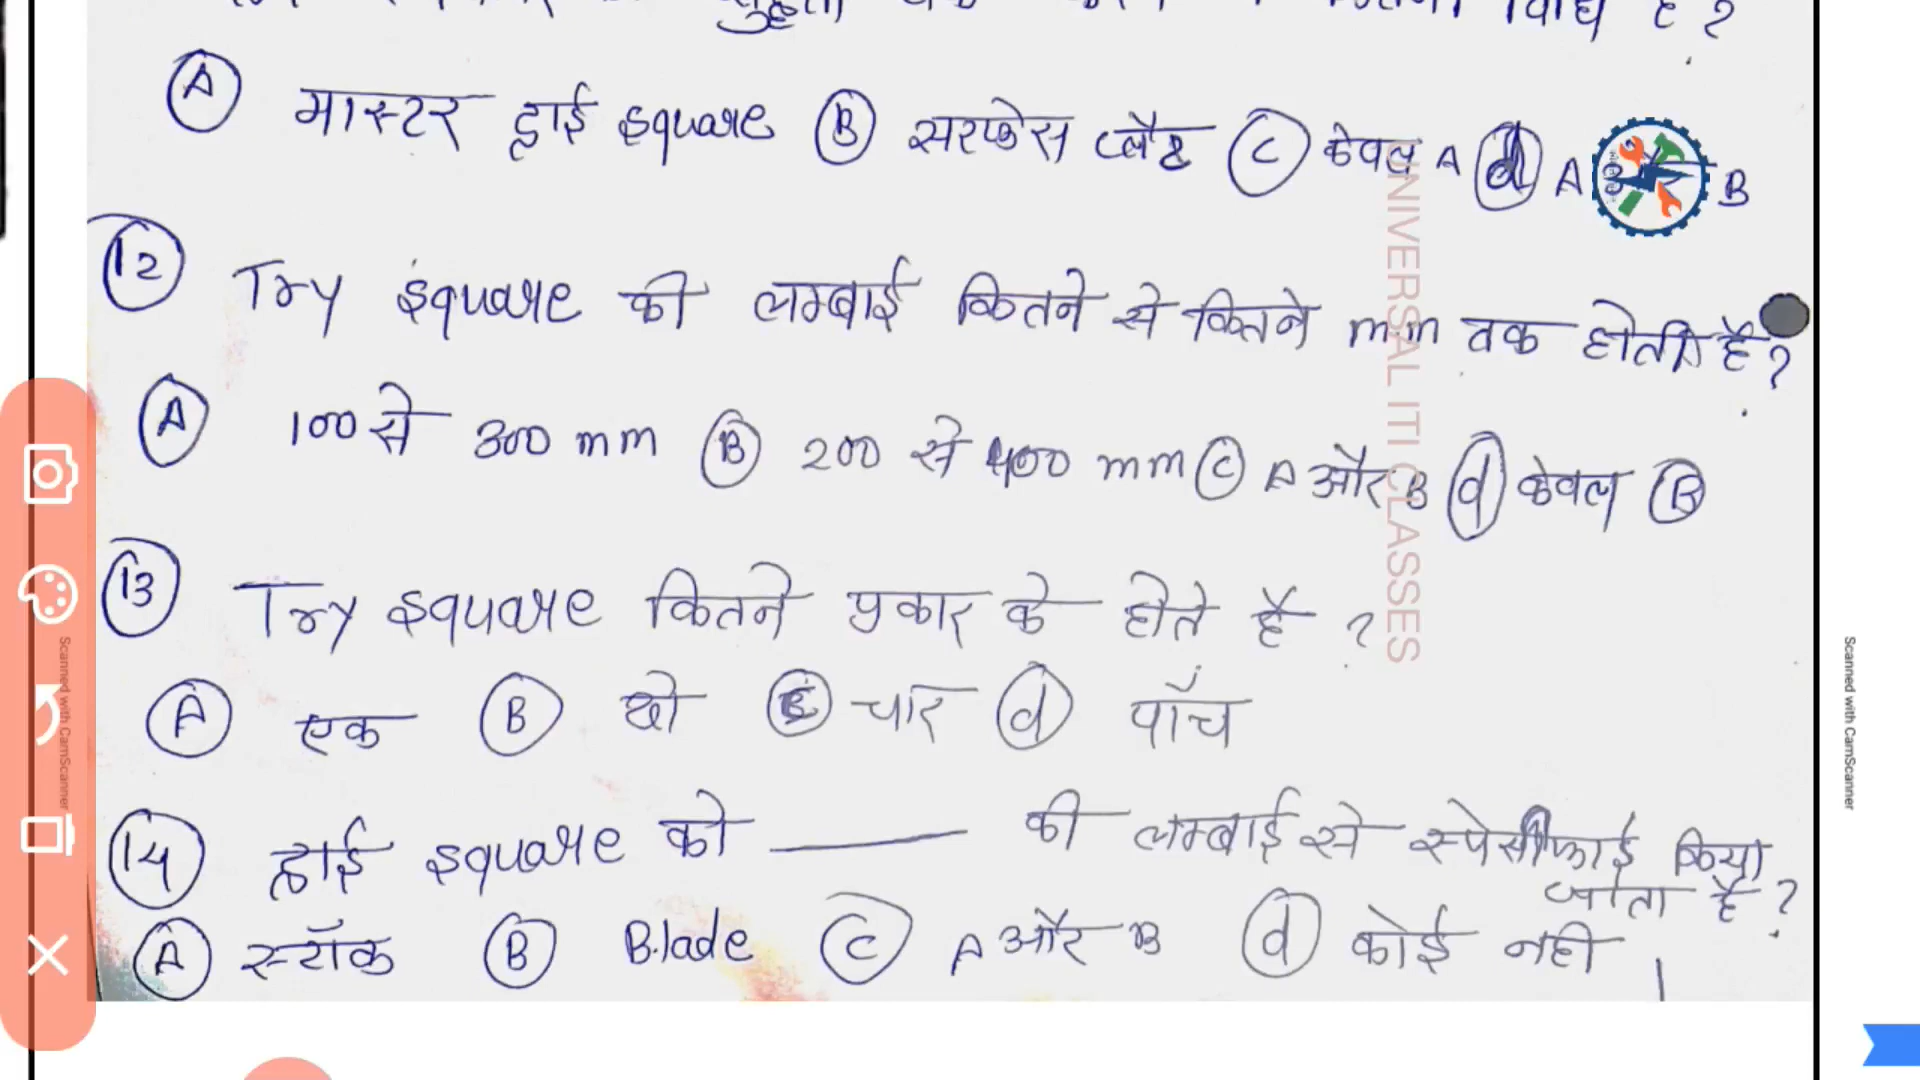 विधि है ?
A मास्टर ट्राई square B सरफेस प्लैट C केवल A d A और B
12 Try square की लम्बाई कितने से कितने mm तक होती है ?
A 100 से 300 mm B 200 से 400 mm C A और B d केवल B
13 Try square कितने प्रकार के होते है ?
A एक B दो C चार d पाँच
14 ट्राई square को ______ की लम्बाई से स्पेसीफाई किया
जाता है ?
A स्टॉक B Blade C A और B d कोई नही
UNIVERSAL ITI CLASSES
Scanned with CamScanner
Scanned with CamScanner